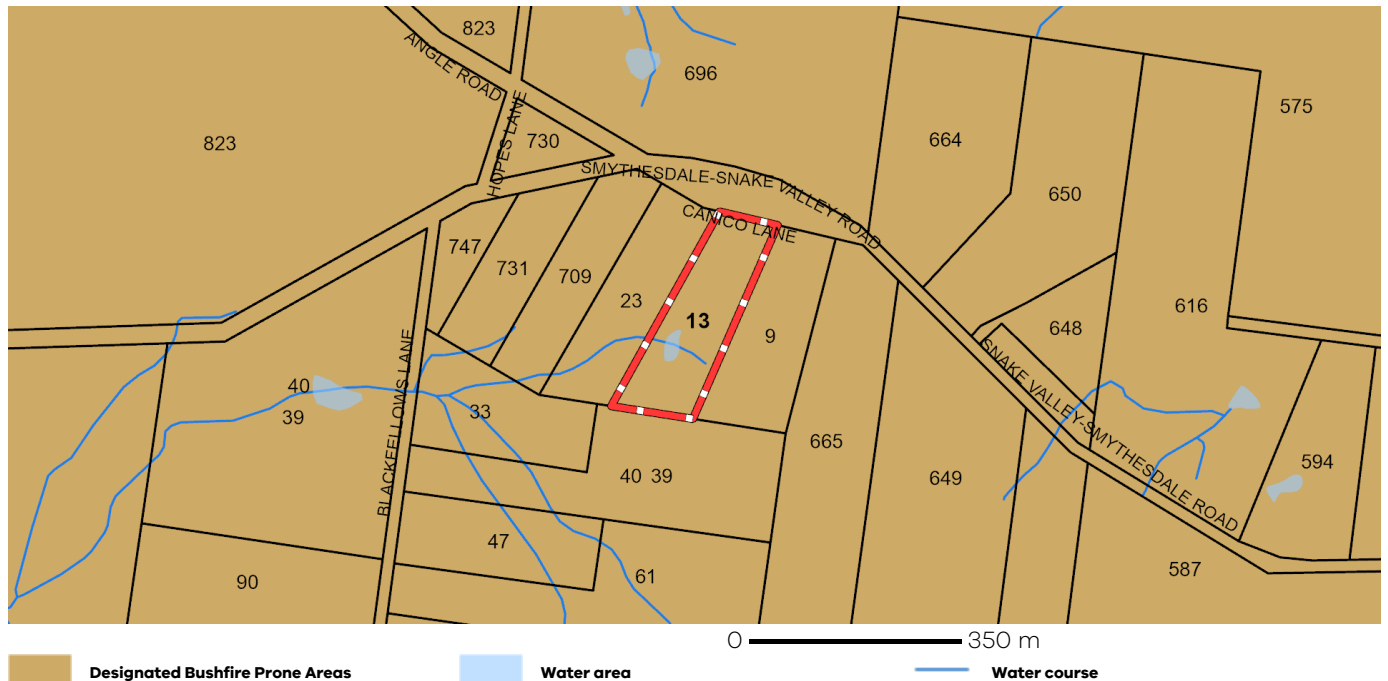 823
ANGLE ROAD
696
575
823
HOPES LANE
730
664
SMYTHESDALE-SNAKE VALLEY ROAD
650
CANICO LANE
747
731
709
23
13
9
616
648
BLACKFELLOWS LANE
SNAKE VALLEY-SMYTHESDALE ROAD
40
39
33
665
40 39
649
594
47
61
90
587
0 350 m
Designated Bushfire Prone Areas
Water area
Water course